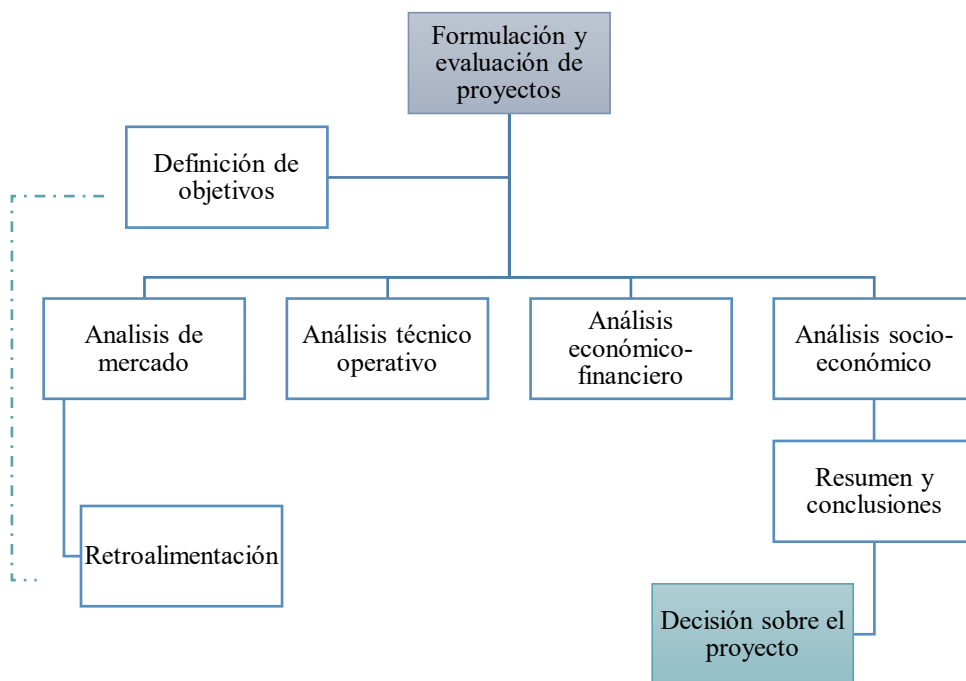 Formulación y
evaluación de
proyectos
Definición de
objetivos
Analisis de
mercado
Análisis técnico
operativo
Análisis
económico-
financiero
Análisis socio-
económico
Resumen y
conclusiones
Retroalimentación
Decisión sobre el
proyecto